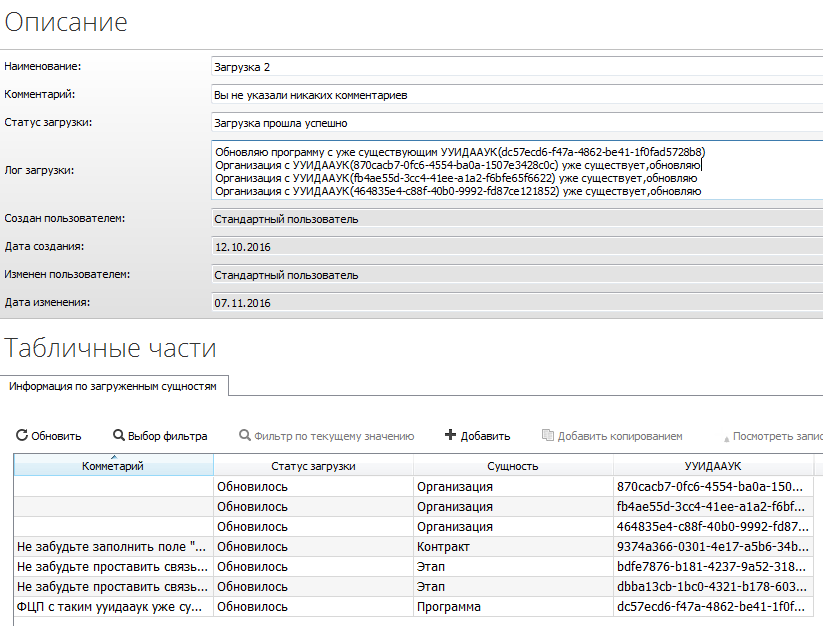 Описание
Наименование: Загрузка 2
Комментарий: Вы не указали никаких комментариев
Статус загрузки: Загрузка прошла успешно
Лог загрузки:
Обновляю программу с уже существующим УУИДААУК(dc57ecd6-f47a-4862-be41-1f0fad5728b8)
Организация с УУИДААУК(870cacb7-0fc6-4554-ba0a-1507e3428c0c) уже существует,обновляю
Организация с УУИДААУК(fb4ae55d-3cc4-41ee-a1a2-f6bfe65f6622) уже существует,обновляю
Организация с УУИДААУК(464835e4-c88f-40b0-9992-fd87ce121852) уже существует,обновляю
Создан пользователем: Стандартный пользователь
Дата создания: 12.10.2016
Изменен пользователем: Стандартный пользователь
Дата изменения: 07.11.2016
Табличные части
Информация по загруженным сущностям
Обновить Выбор фильтра Фильтр по текущему значению Добавить Добавить копированием Посмотреть запис
Комметарий Статус загрузки Сущность УУИДААУК
Обновилось Организация 870cacb7-0fc6-4554-ba0a-150...
Обновилось Организация fb4ae55d-3cc4-41ee-a1a2-f6bf...
Обновилось Организация 464835e4-c88f-40b0-9992-fd87...
Не забудьте заполнить поле "... Обновилось Контракт 9374a366-0301-4e17-a5b6-34b...
Не забудьте проставить связь... Обновилось Этап bdfe7876-b181-4237-9a52-318...
Не забудьте проставить связь... Обновилось Этап dbba13cb-1bc0-4321-b178-603...
ФЦП с таким ууидааук уже су... Обновилось Программа dc57ecd6-f47a-4862-be41-1f0f...